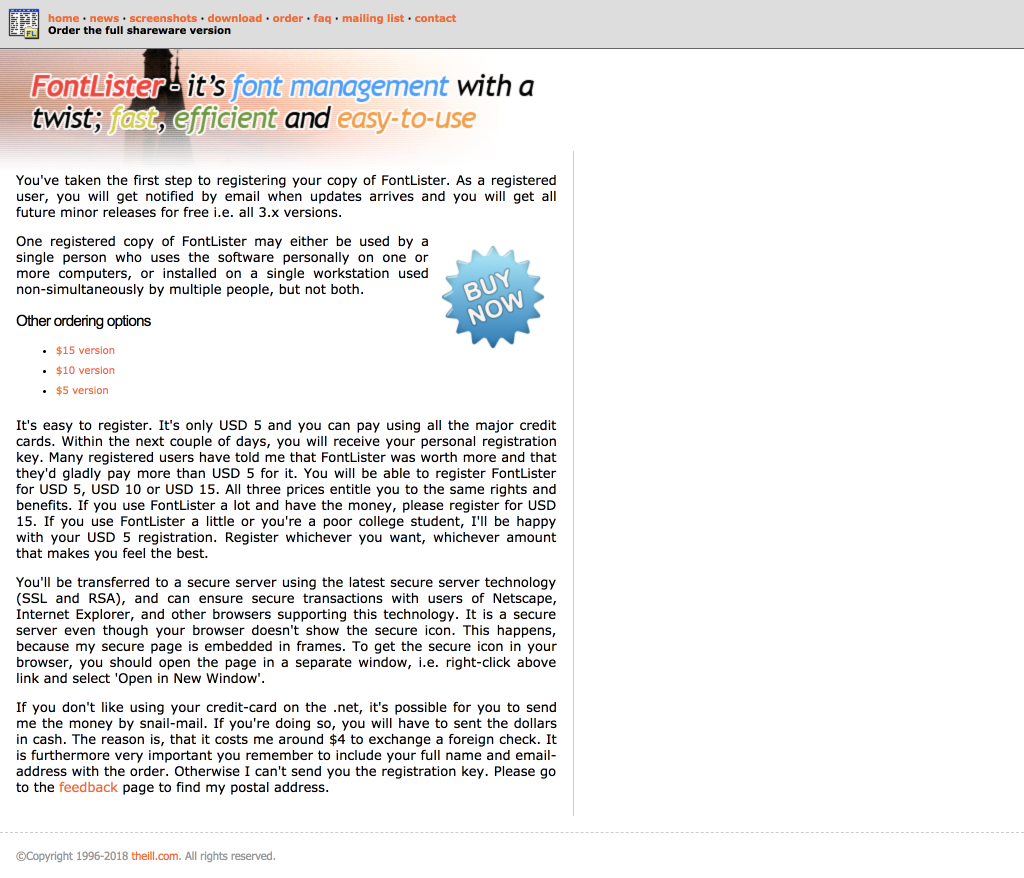 home · news · screenshots · download · order · faq · mailing list · contact
Order the full shareware version
FL
FontLister - it's font management with a
twist; fast, efficient and easy-to-use
You've taken the first step to registering your copy of FontLister. As a registered
user, you will get notified by email when updates arrives and you will get all
future minor releases for free i.e. all 3.x versions.
One registered copy of FontLister may either be used by a
single person who uses the software personally on one or
more computers, or installed on a single workstation used
non-simultaneously by multiple people, but not both.
BUY
NOW
Other ordering options
• $15 version
• $10 version
• $5 version
It's easy to register. It's only USD 5 and you can pay using all the major credit
cards. Within the next couple of days, you will receive your personal registration
key. Many registered users have told me that FontLister was worth more and that
they'd gladly pay more than USD 5 for it. You will be able to register FontLister
for USD 5, USD 10 or USD 15. All three prices entitle you to the same rights and
benefits. If you use FontLister a lot and have the money, please register for USD
15. If you use FontLister a little or you're a poor college student, I'll be happy
with your USD 5 registration. Register whichever you want, whichever amount
that makes you feel the best.
You'll be transferred to a secure server using the latest secure server technology
(SSL and RSA), and can ensure secure transactions with users of Netscape,
Internet Explorer, and other browsers supporting this technology. It is a secure
server even though your browser doesn't show the secure icon. This happens,
because my secure page is embedded in frames. To get the secure icon in your
browser, you should open the page in a separate window, i.e. right-click above
link and select 'Open in New Window'.
If you don't like using your credit-card on the .net, it's possible for you to send
me the money by snail-mail. If you're doing so, you will have to sent the dollars
in cash. The reason is, that it costs me around $4 to exchange a foreign check. It
is furthermore very important you remember to include your full name and email-
address with the order. Otherwise I can't send you the registration key. Please go
to the feedback page to find my postal address.
©Copyright 1996-2018 theill.com. All rights reserved.